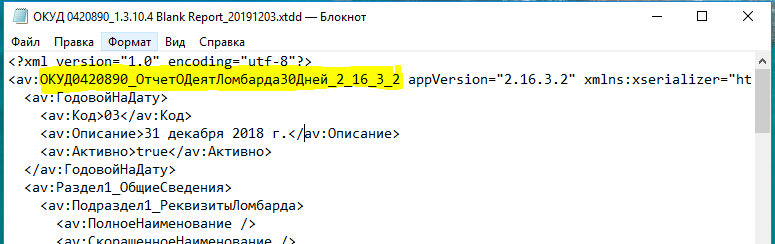 ОКУД 0420890_1.3.10.4 Blank Report_20191203.xtdd — Блокнот
Файл Правка Формат Вид Справка
<?xml version="1.0" encoding="utf-8"?>
<av:ОКУД0420890_ОтчетОДеятЛомбарда30Дней_2_16_3_2 appVersion="2.16.3.2" xmlns:xserializer="ht
<av:ГодовойНаДату>
<av:Код>03</av:Код>
<av:Описание>31 декабря 2018 г.</av:Описание>
<av:Активно>true</av:Активно>
</av:ГодовойНаДату>
<av:Раздел1_ОбщиеСведения>
<av:Подраздел1_РеквизитыЛомбарда>
<av:ПолноеНаименование />
<av:СокращенноеНаименование />